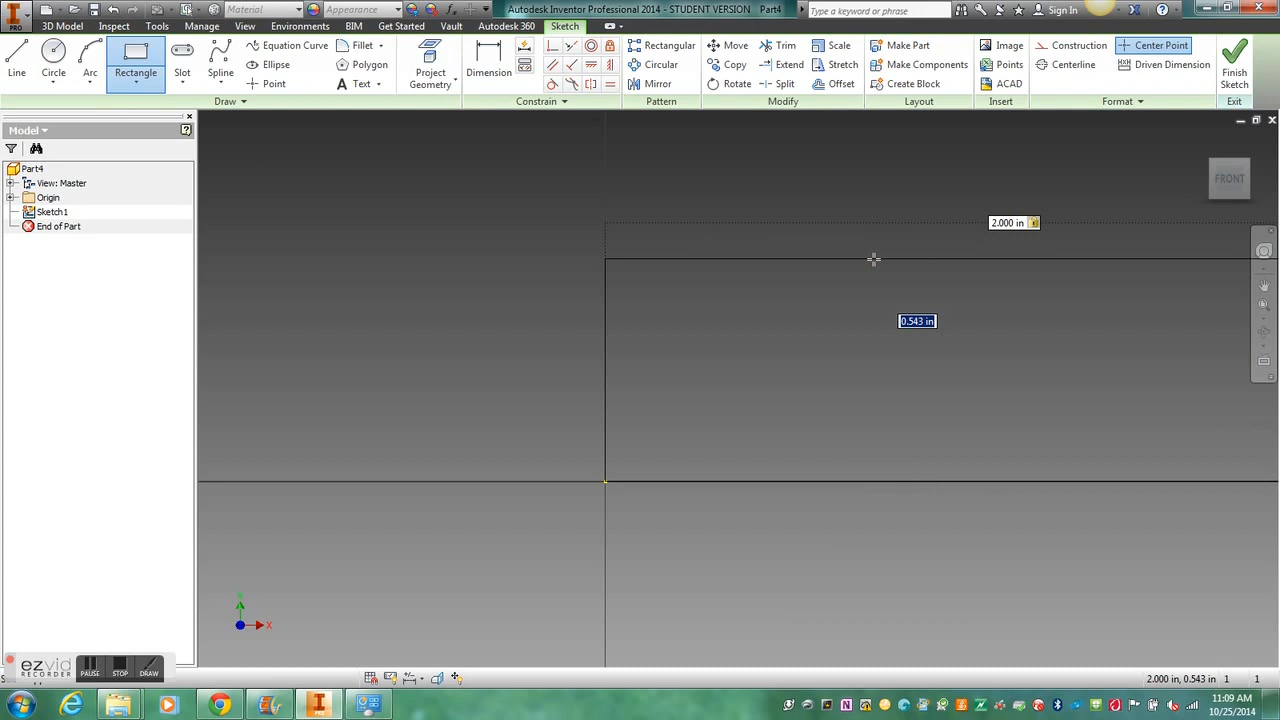 Material
Appearance
Autodesk Inventor Professional 2014 - STUDENT VERSION Part4
Type a keyword or phrase
Sign In
PRO
3D Model
Inspect
Tools
Manage
View
Environments
BIM
Get Started
Vault
Autodesk 360
Sketch
Line
Circle
Arc
Rectangle
Slot
Spline
Equation Curve
Ellipse
Point
Fillet
Polygon
Text
Project
Geometry
Dimension
Rectangular
Circular
Mirror
Move
Copy
Rotate
Trim
Extend
Split
Scale
Stretch
Offset
Make Part
Make Components
Create Block
Image
Points
ACAD
Construction
Centerline
Center Point
Driven Dimension
Finish
Sketch
Draw
Constrain
Pattern
Modify
Layout
Insert
Format
Exit
Model
Part4
View: Master
Origin
Sketch1
End of Part
FRONT
2.000 in
0.543 in
X
ezvid
RECORDER
PAUSE
STOP
DRAW
2.000 in, 0.543 in
1
1
11:09 AM
10/25/2014